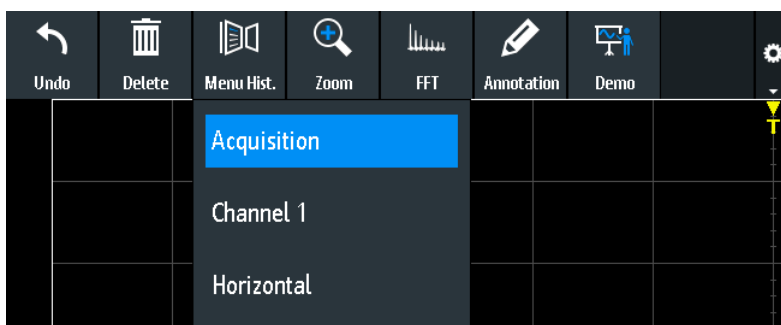 Undo Delete Menu Hist. Zoom FFT Annotation Demo
T
Acquisition
Channel 1
Horizontal